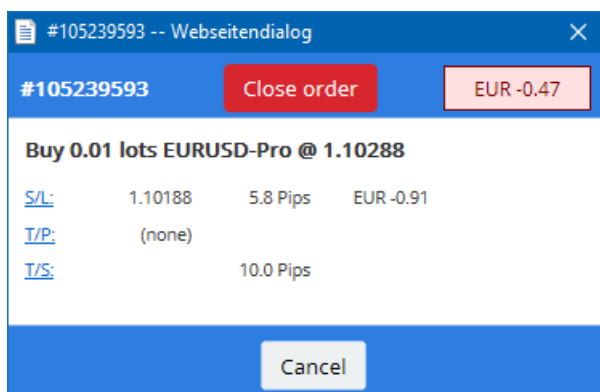 #105239593 -- Webseitendialog
#105239593 Close order EUR -0.47
Buy 0.01 lots EURUSD-Pro @ 1.10288
S/L: 1.10188 5.8 Pips EUR -0.91
T/P: (none)
T/S: 10.0 Pips
Cancel